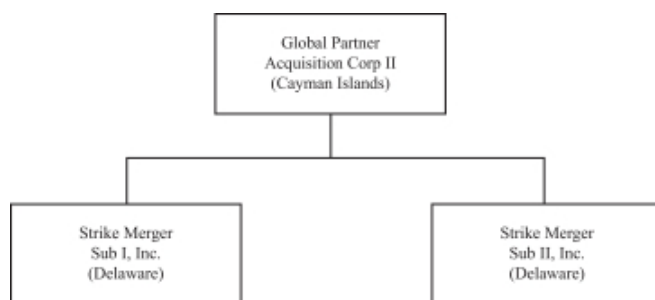 Global Partner
Acquisition Corp II
(Cayman Islands)
Strike Merger
Sub I, Inc.
(Delaware)
Strike Merger
Sub II, Inc.
(Delaware)